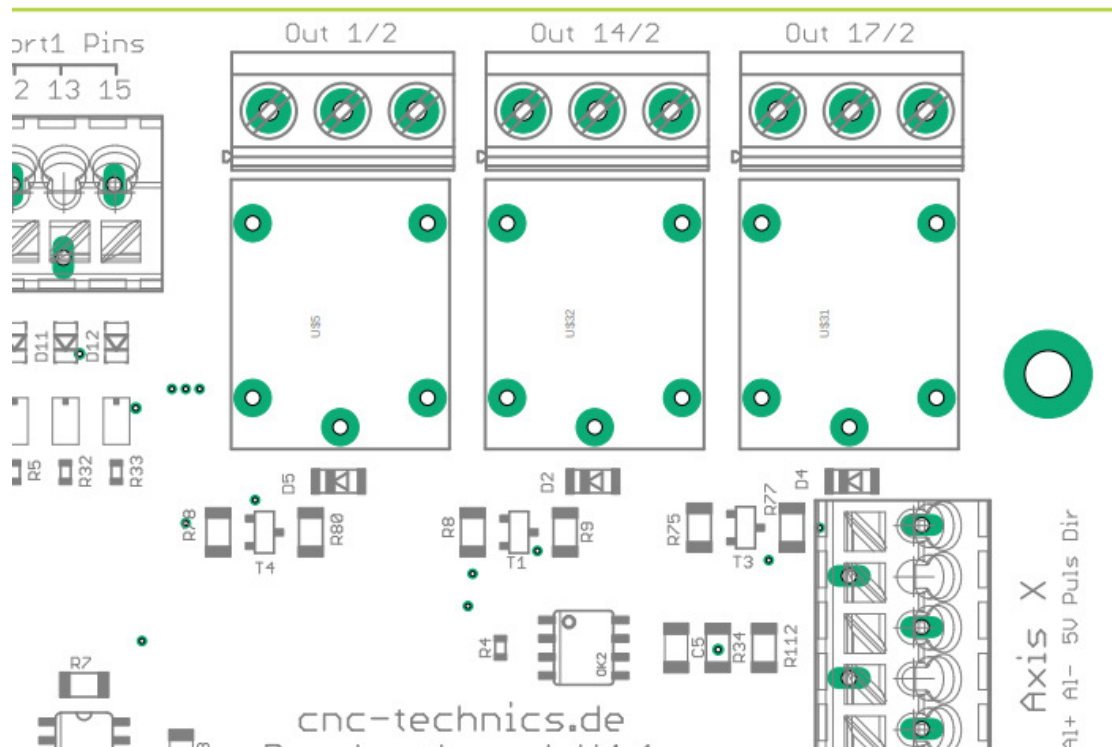 Out 1/2 Out 14/2 Out 17/2
ort1 Pins
2 13 15
U$5 U$32 U$31
D11 D12
R5 R32 R33
D5 D2 D4
R78 R80 R8 R9 R75 R77
T4 T1 T3
R4 OK2 C5 R34 R112
R7
cnc-technics.de
Axis X
Al+ Al- 5V Puls Dir